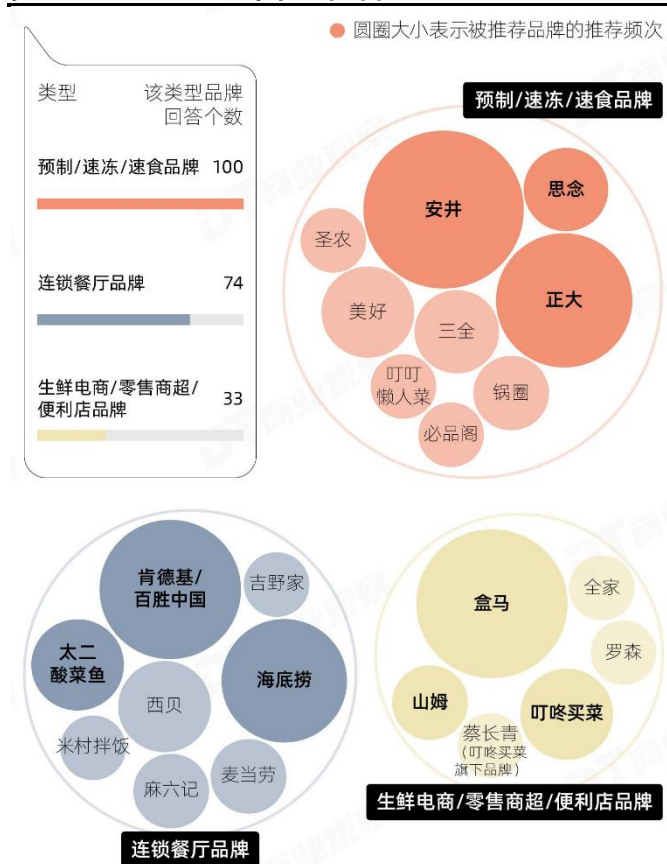 圆圈大小表示被推荐品牌的推荐频次
类型
该类型品牌
回答个数
预制/速冻/速食品牌 100
连锁餐厅品牌 74
生鲜电商/零售商超/
便利店品牌
33
预制/速冻/速食品牌
安井
思念
圣农
正大
美好
三全
叮叮
懒人菜
锅圈
必品阁
肯德基/
百胜中国
吉野家
太二
酸菜鱼
海底捞
西贝
米村拌饭
麦当劳
麻六记
连锁餐厅品牌
盒马
全家
罗森
山姆
叮咚买菜
蔡长青
(叮咚买菜
旗下品牌)
生鲜电商/零售商超/便利店品牌